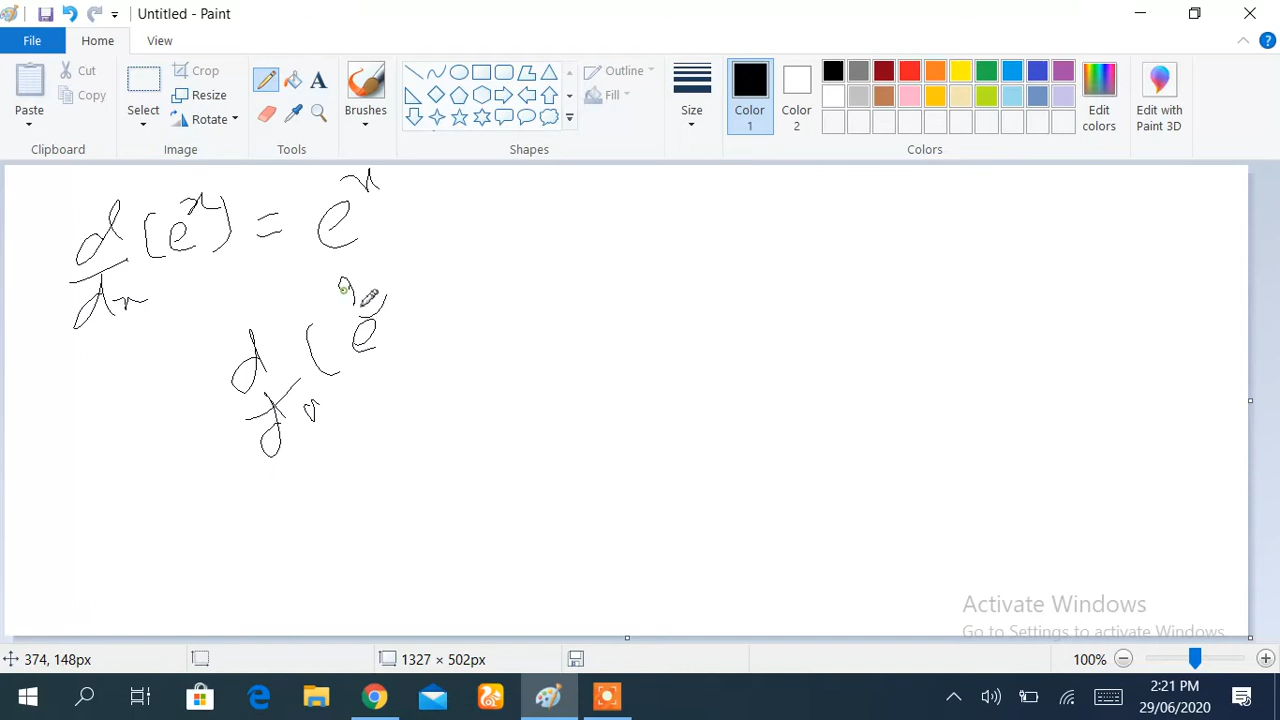 Untitled - Paint
File Home View
Paste
Cut
Copy
Clipboard
Select
Crop
Resize
Rotate
Image
Tools
Brushes
Shapes
Outline
Fill
Size
Color 1
Color 2
Colors
Edit colors
Edit with Paint 3D
d/dx (e^x) = e^x
d
( e
Activate Windows
Go to Settings to activate Windows.
374, 148px
1327 × 502px
100%
2:21 PM
29/06/2020